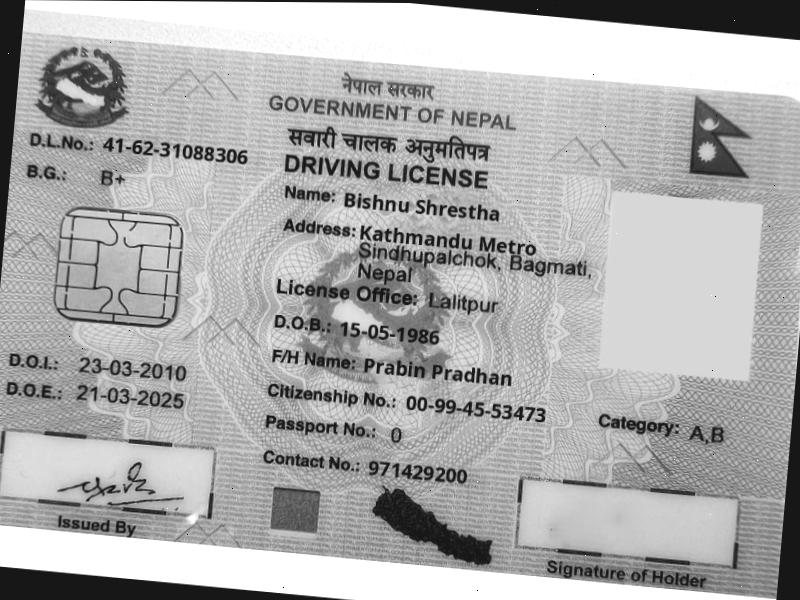 नेपाल सरकार
GOVERNMENT OF NEPAL
सवारी चालक अनुमतिपत्र
DRIVING LICENSE
D.L.No.: 41-62-31088306
B.G.: B+
Name: Bishnu Shrestha
Address: Kathmandu Metro
Sindhupalchok, Bagmati,
Nepal
License Office: Lalitpur
D.O.B.: 15-05-1986
F/H Name: Prabin Pradhan
D.O.I.: 23-03-2010
D.O.E.: 21-03-2025
Citizenship No.: 00-99-45-53473
Category: A,B
Passport No.: 0
Contact No.: 971429200
Issued By
Signature of Holder